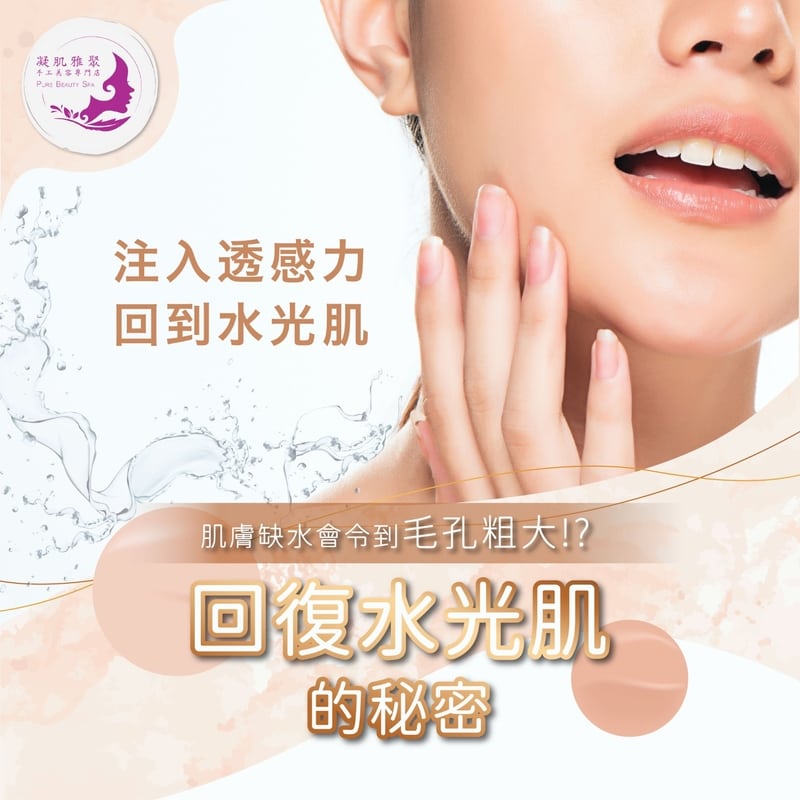 凝肌雅聚
手工美容專門店
PURE BEAUTY SPA
注入透感力
回到水光肌
肌膚缺水會令到毛孔粗大!?
回復水光肌
的秘密